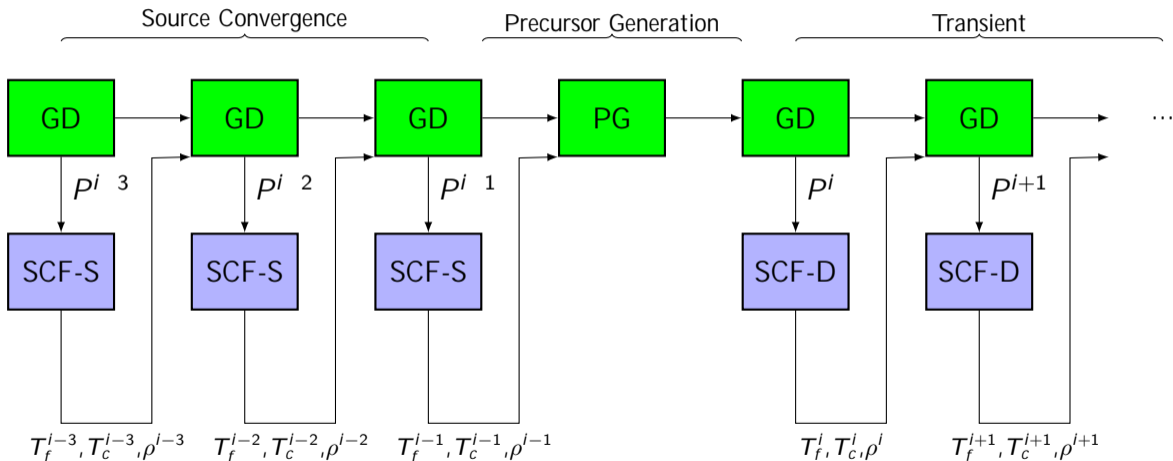 Source Convergence Precursor Generation Transient
GD GD GD PG GD GD ...
P^{i 3} P^{i 2} P^{i 1} P^{i} P^{i+1}
SCF-S SCF-S SCF-S SCF-D SCF-D
T_f^{i−3}, T_c^{i−3}, ρ^{i−3} T_f^{i−2}, T_c^{i−2}, ρ^{i−2} T_f^{i−1}, T_c^{i−1}, ρ^{i−1} T_f^{i}, T_c^{i}, ρ^{i} T_f^{i+1}, T_c^{i+1}, ρ^{i+1}